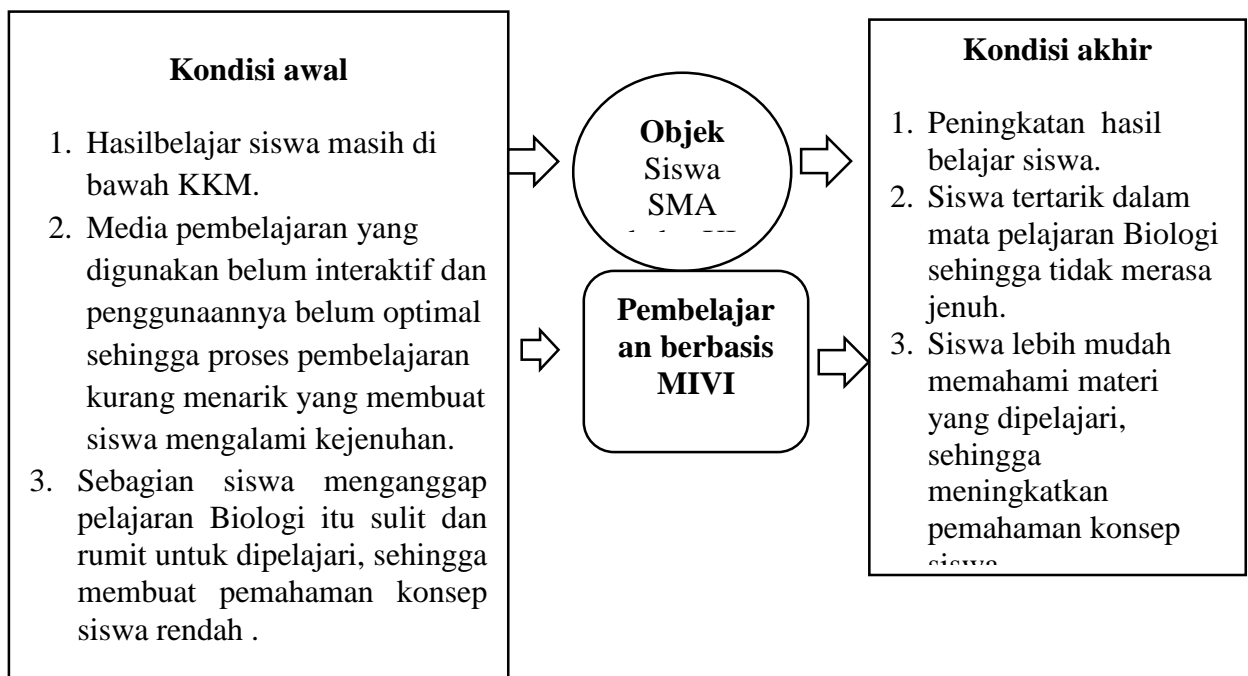 Kondisi awal
1. Hasilbelajar siswa masih di
bawah KKM.
2. Media pembelajaran yang
digunakan belum interaktif dan
penggunaannya belum optimal
sehingga proses pembelajaran
kurang menarik yang membuat
siswa mengalami kejenuhan.
3. Sebagian siswa menganggap
pelajaran Biologi itu sulit dan
rumit untuk dipelajari, sehingga
membuat pemahaman konsep
siswa rendah .
Objek
Siswa
SMA
Pembelajar
an berbasis
MIVI
Kondisi akhir
1. Peningkatan hasil
belajar siswa.
2. Siswa tertarik dalam
mata pelajaran Biologi
sehingga tidak merasa
jenuh.
3. Siswa lebih mudah
memahami materi
yang dipelajari,
sehingga
meningkatkan
pemahaman konsep